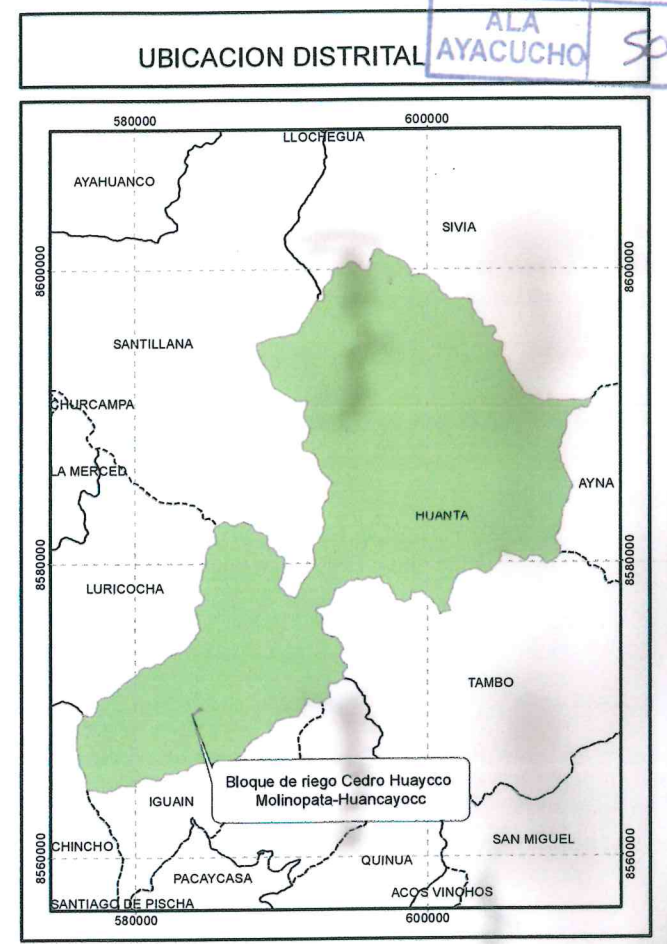 UBICACION DISTRITAL
ALA
AYACUCHO
580000
600000
LLOCHEGUA
AYAHUANCO
SIVIA
8600000
8600000
SANTILLANA
CHURCAMPA
LA MERCED
AYNA
HUANTA
8580000
8580000
LURICOCHA
TAMBO
Bloque de riego Cedro Huaycco
Molinopata-Huancayocc
IGUAIN
CHINCHO
SAN MIGUEL
8560000
8560000
QUINUA
PACAYCASA
ACOS VINCHOS
SANTIAGO DE PISCHA
580000
600000